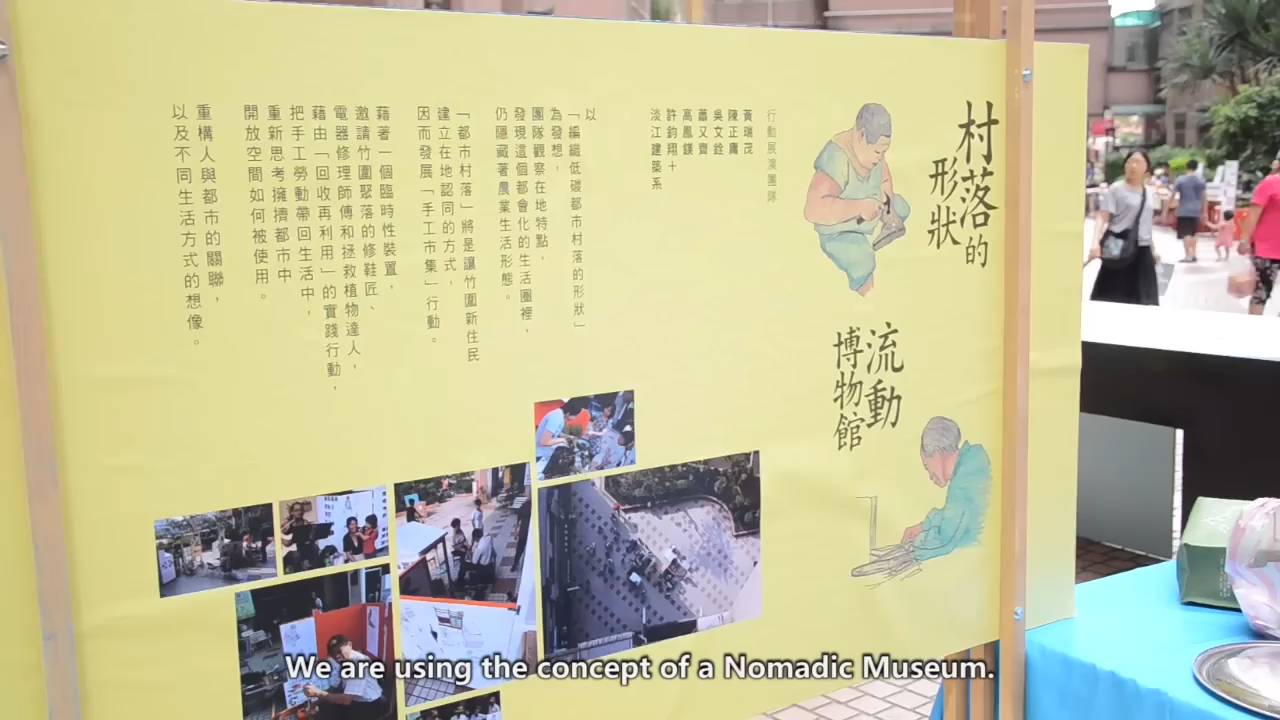 村落的
形狀
流動
博物館
行動展演團隊
黃瑞茂
陳正庸
吳文銓
蕭又齊
高鳳鎂
許鈞翔+
淡江建築系
以
「編織低碳都市村落的形狀」
為發想，
團隊觀察在地特點，
發現這個都會化的生活圈裡，
仍隱藏著農業生活形態。
「都市村落」將是讓竹圍新住民
建立在地認同的方式，
因而發展「手工市集」行動。
藉著一個臨時性裝置，
邀請竹圍聚落的修鞋匠、
電器修理師傅和拯救植物達人，
藉由「回收再利用」的實踐行動，
把手工勞動帶回生活中，
重新思考擁擠都市中
開放空間如何被使用。
重構人與都市的關聯，
以及不同生活方式的想像。
We are using the concept of a Nomadic Museum.